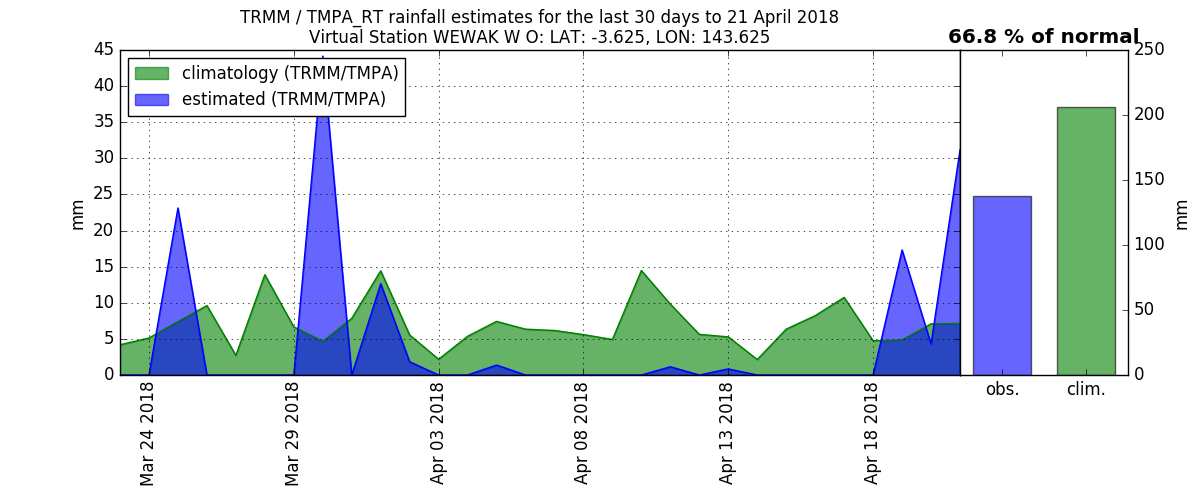 TRMM / TMPA_RT rainfall estimates for the last 30 days to 21 April 2018
Virtual Station WEWAK W O: LAT: -3.625, LON: 143.625
66.8 % of normal
climatology (TRMM/TMPA)
estimated (TRMM/TMPA)
45
40
35
30
25
20
15
10
5
0
mm
Mar 24 2018
Mar 29 2018
Apr 03 2018
Apr 08 2018
Apr 13 2018
Apr 18 2018
250
200
150
100
50
0
mm
obs.
clim.